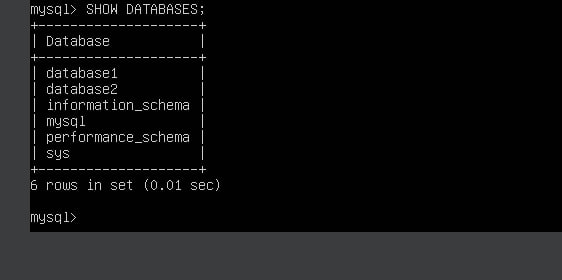 mysql> SHOW DATABASES;
+--------------------+
| Database           |
+--------------------+
| database1          |
| database2          |
| information_schema |
| mysql              |
| performance_schema |
| sys                |
+--------------------+
6 rows in set (0.01 sec)
mysql>